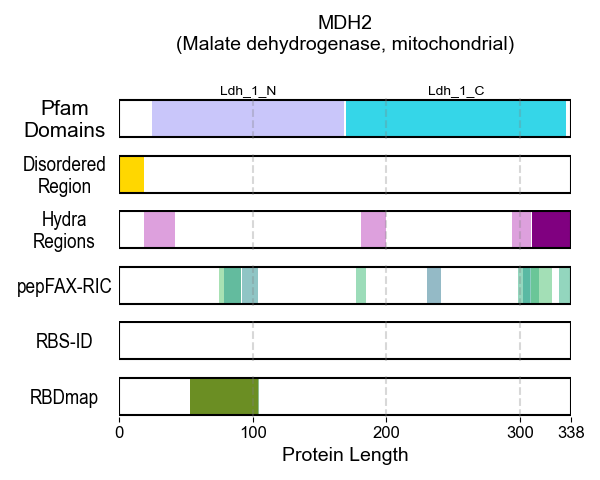 MDH2
(Malate dehydrogenase, mitochondrial)
Ldh_1_N Ldh_1_C
Pfam
Domains
Disordered
Region
Hydra
Regions
pepFAX-RIC
RBS-ID
RBDmap
0 100 200 300 338
Protein Length